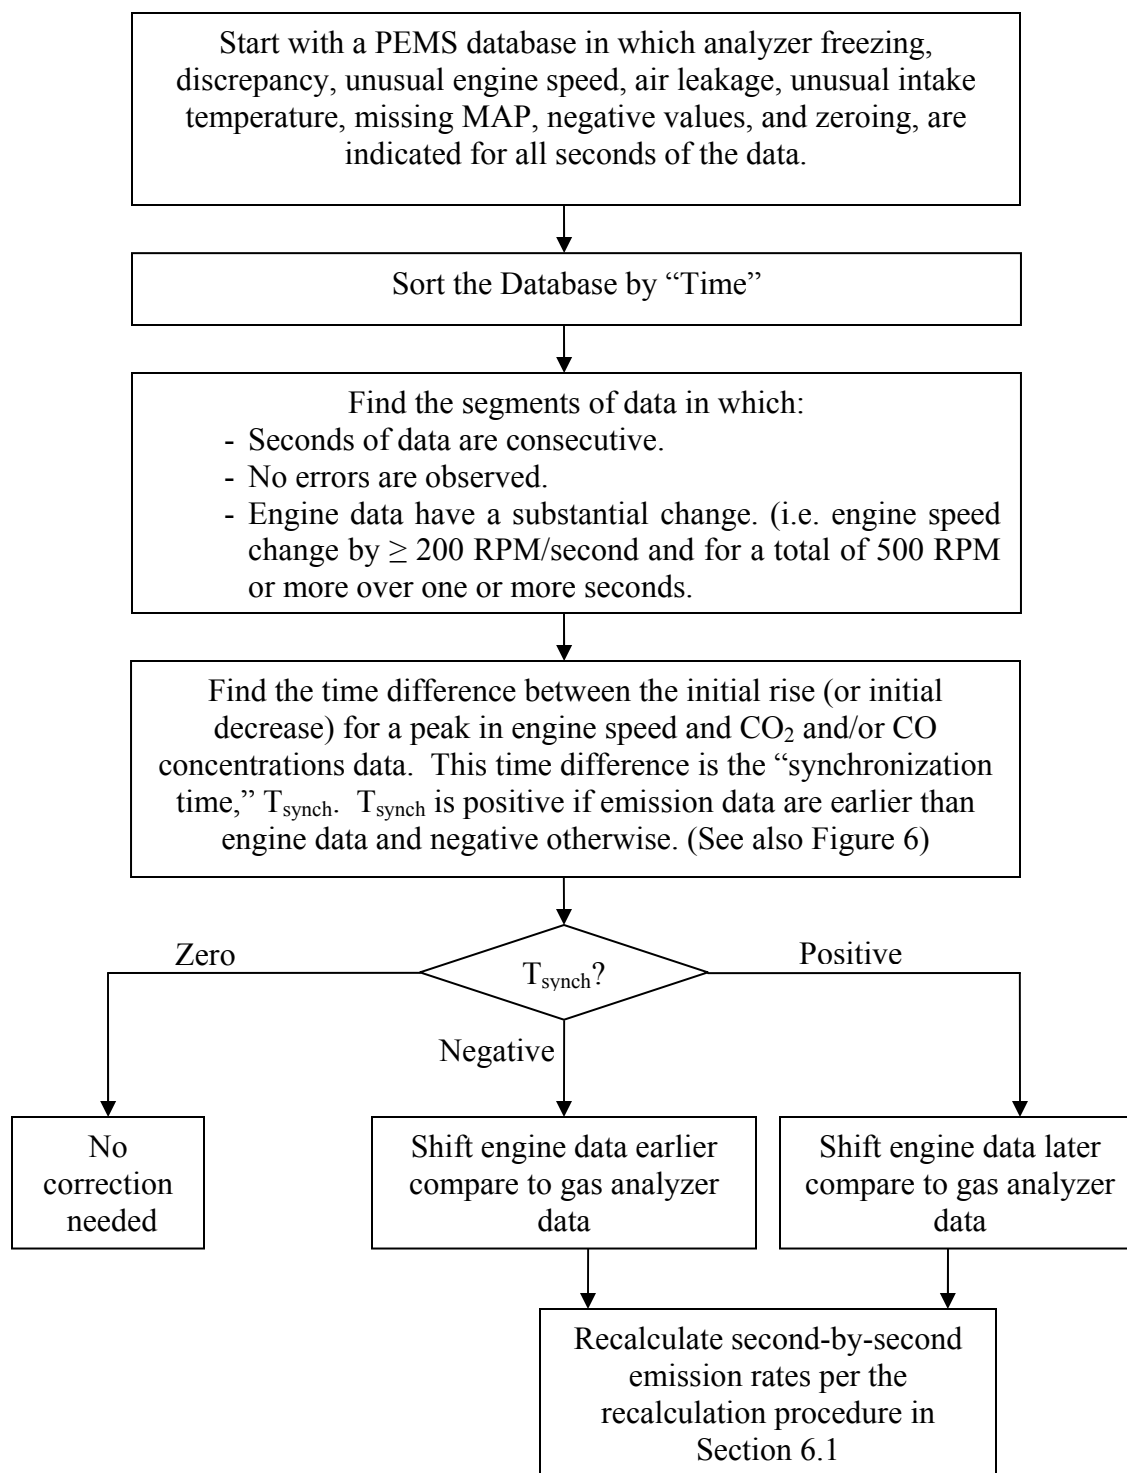 Start with a PEMS database in which analyzer freezing,
discrepancy, unusual engine speed, air leakage, unusual intake
temperature, missing MAP, negative values, and zeroing, are
indicated for all seconds of the data.
Sort the Database by “Time”
Find the segments of data in which:
- Seconds of data are consecutive.
- No errors are observed.
- Engine data have a substantial change. (i.e. engine speed
change by ≥ 200 RPM/second and for a total of 500 RPM
or more over one or more seconds.
Find the time difference between the initial rise (or initial
decrease) for a peak in engine speed and CO₂ and/or CO
concentrations data. This time difference is the “synchronization
time,” Tsynch. Tsynch is positive if emission data are earlier than
engine data and negative otherwise. (See also Figure 6)
Zero
Tsynch?
Positive
Negative
No
correction
needed
Shift engine data earlier
compare to gas analyzer
data
Shift engine data later
compare to gas analyzer
data
Recalculate second-by-second
emission rates per the
recalculation procedure in
Section 6.1